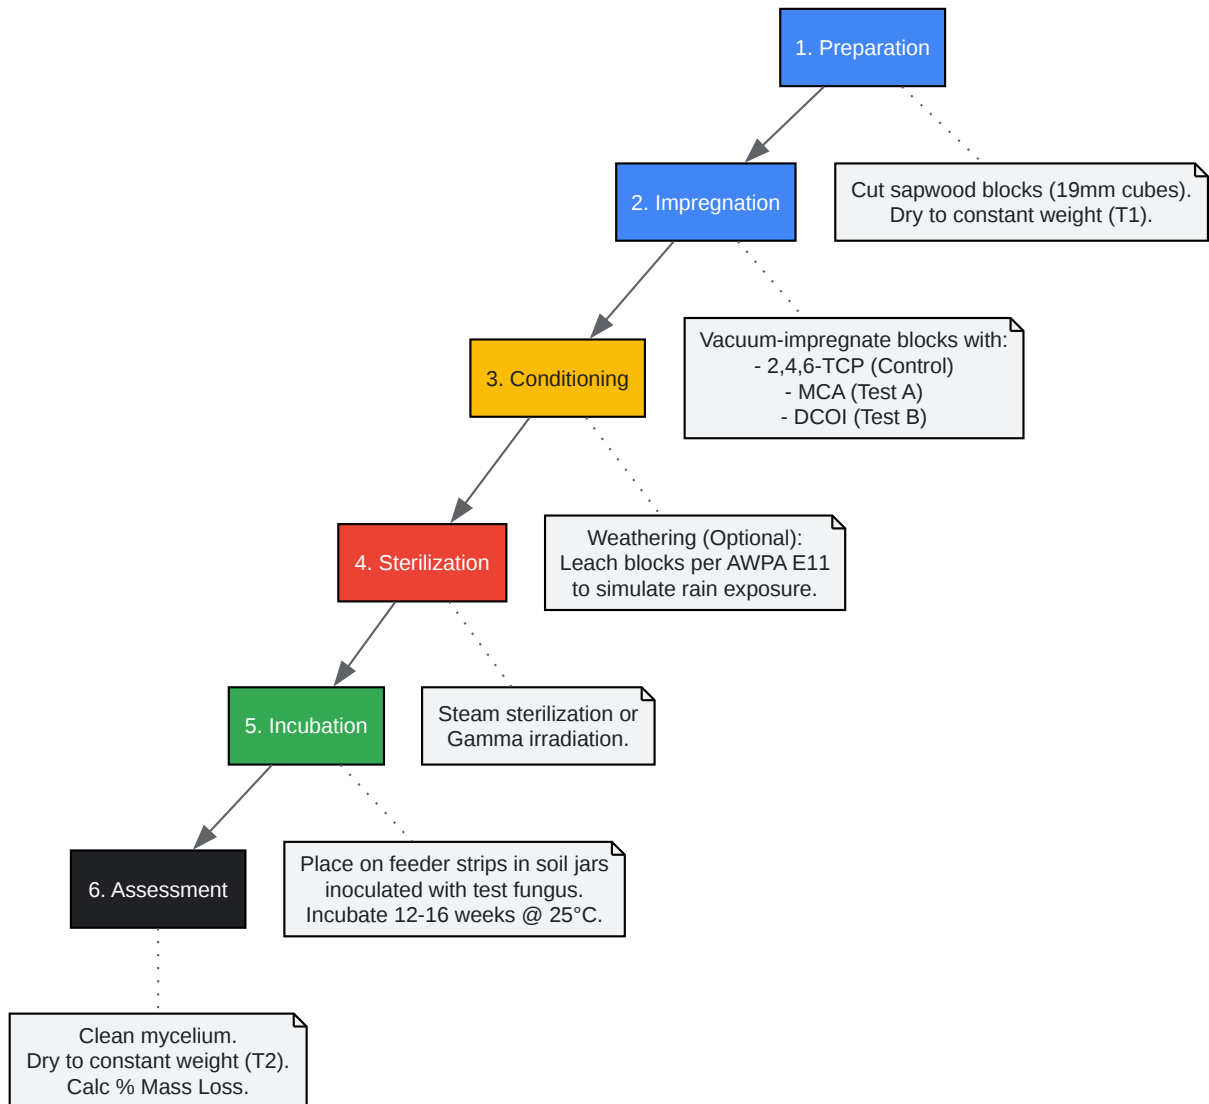 1. Preparation
Cut sapwood blocks (19mm cubes).
Dry to constant weight (T1).
2. Impregnation
Vacuum-impregnate blocks with:
- 2,4,6-TCP (Control)
- MCA (Test A)
- DCOI (Test B)
3. Conditioning
Weathering (Optional):
Leach blocks per AWPA E11
to simulate rain exposure.
4. Sterilization
Steam sterilization or
Gamma irradiation.
5. Incubation
Place on feeder strips in soil jars
inoculated with test fungus.
Incubate 12-16 weeks @ 25°C.
6. Assessment
Clean mycelium.
Dry to constant weight (T2).
Calc % Mass Loss.